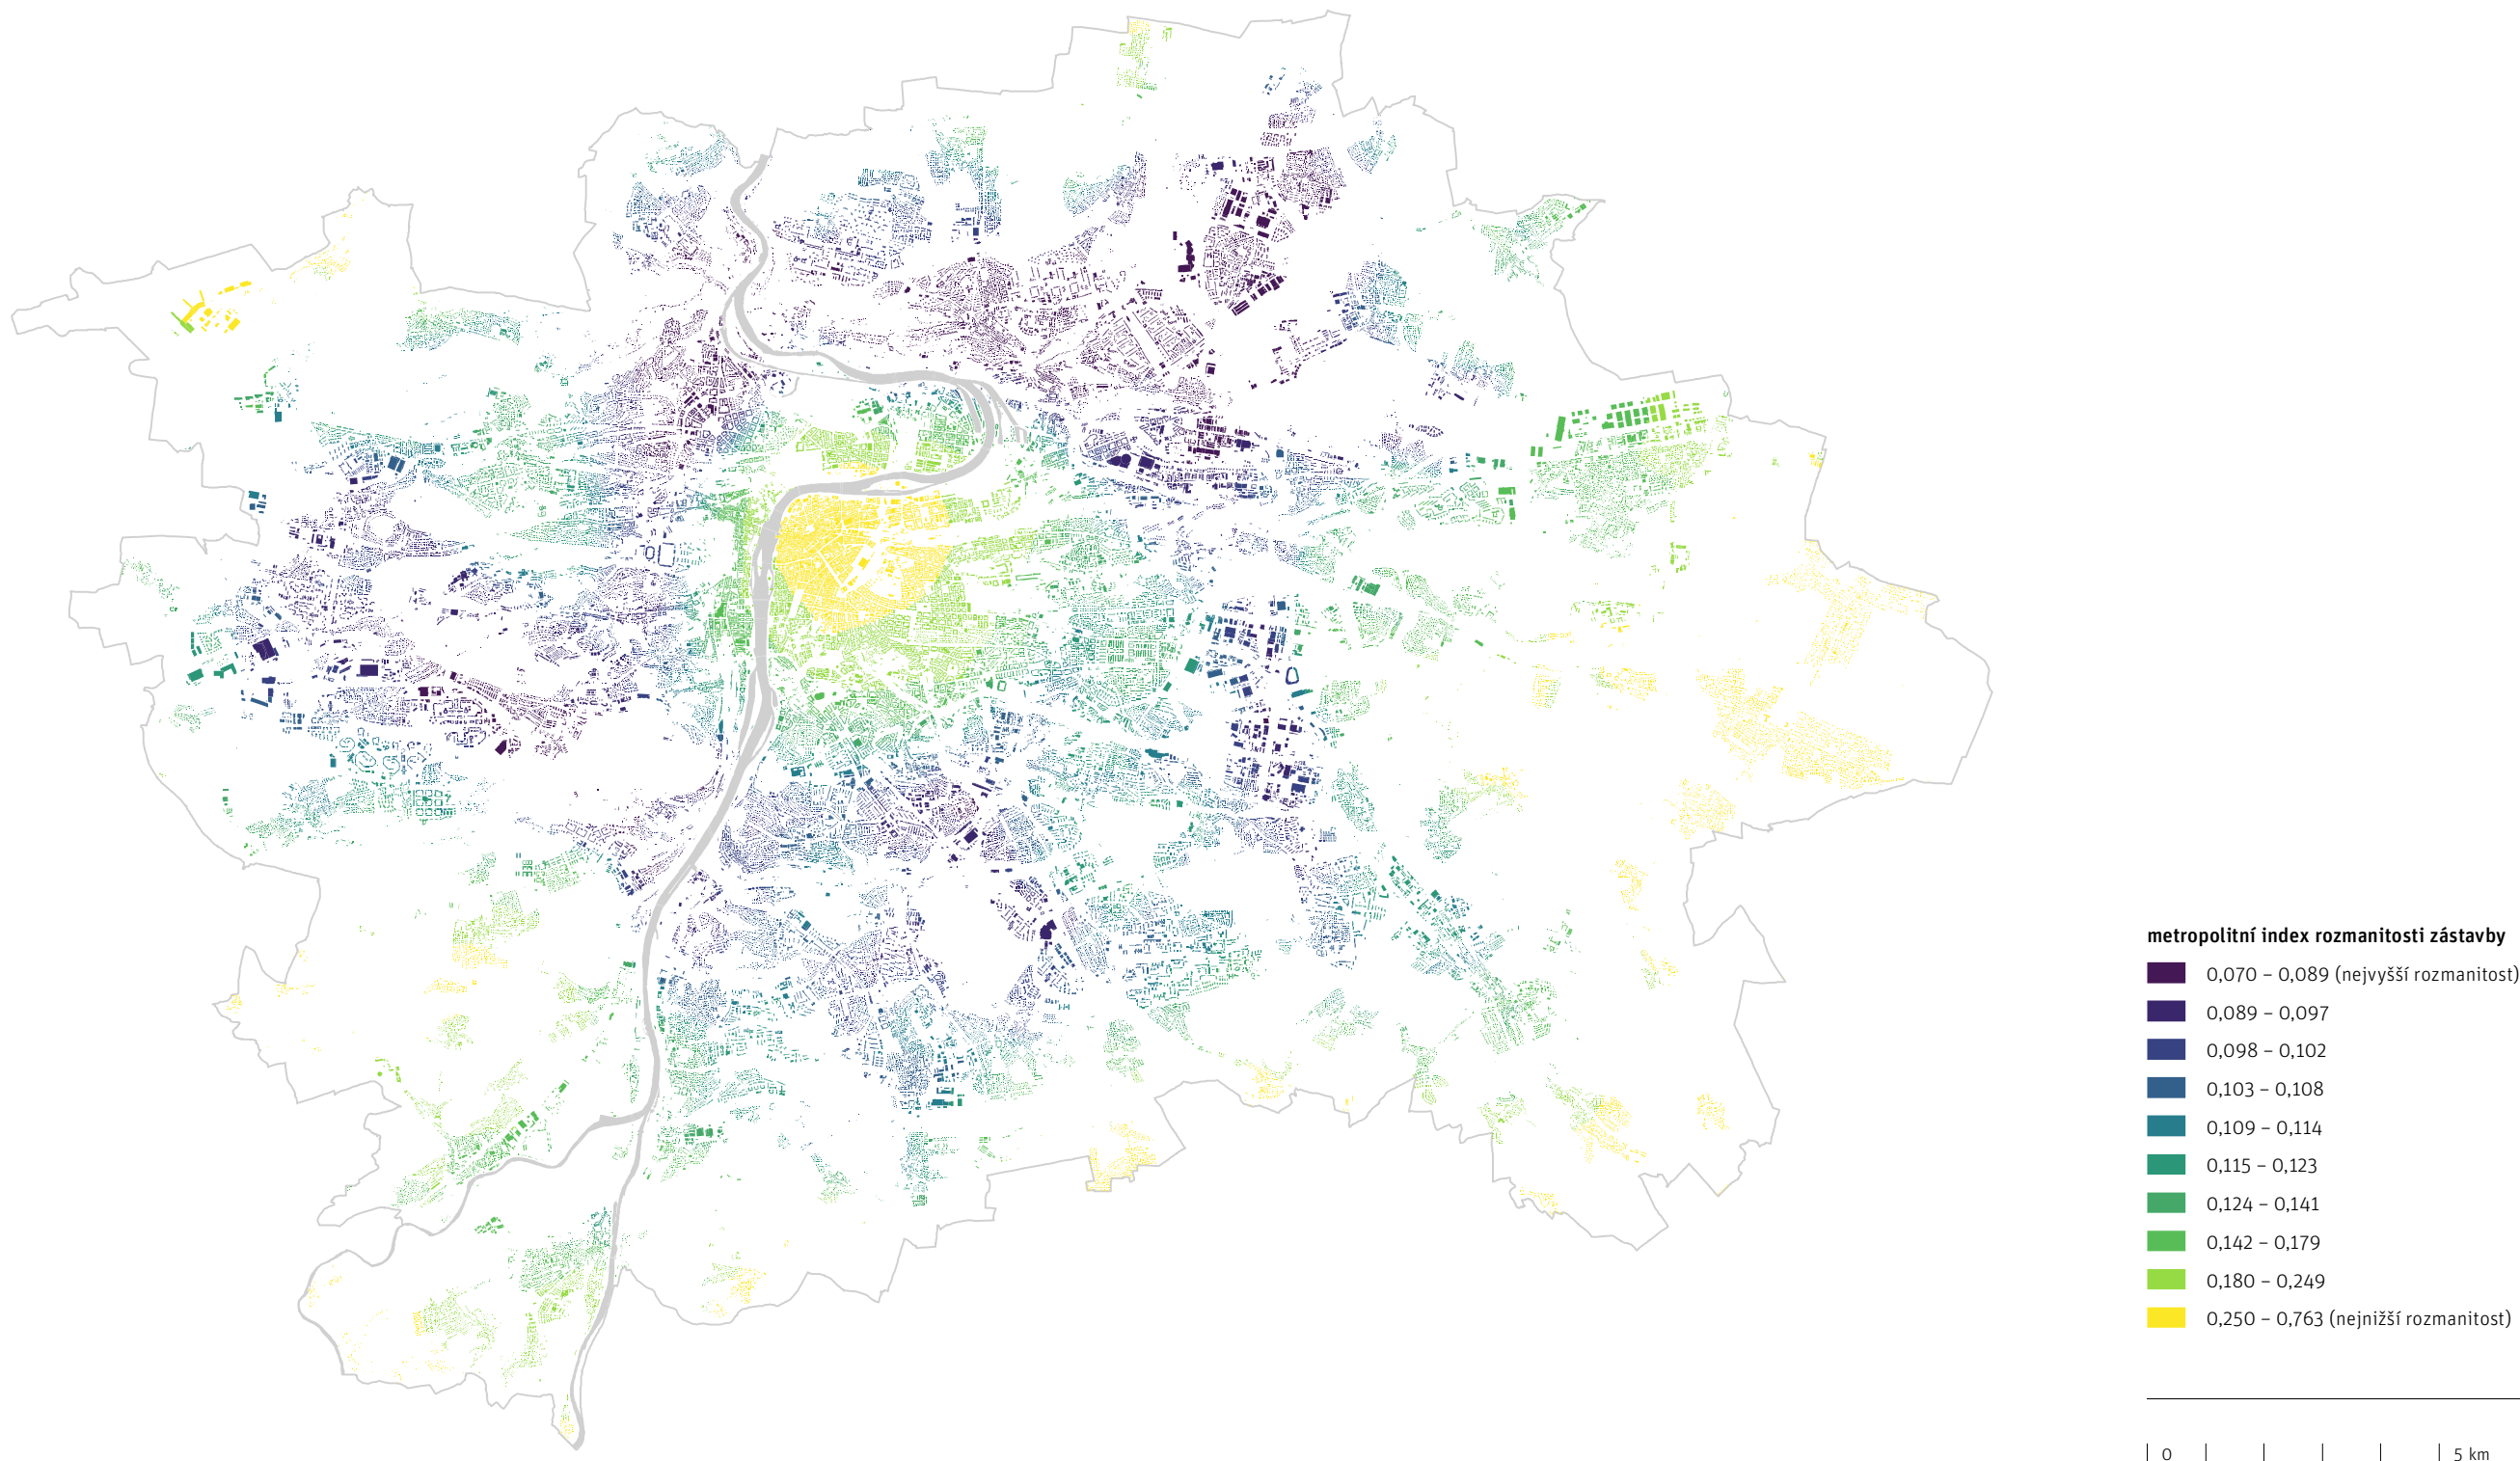 metropolitní index rozmanitosti zástavby
0,070 – 0,089 (nejvyšší rozmanitost)
0,089 – 0,097
0,098 – 0,102
0,103 – 0,108
0,109 – 0,114
0,115 – 0,123
0,124 – 0,141
0,142 – 0,179
0,180 – 0,249
0,250 – 0,763 (nejnižší rozmanitost)
0 5 km